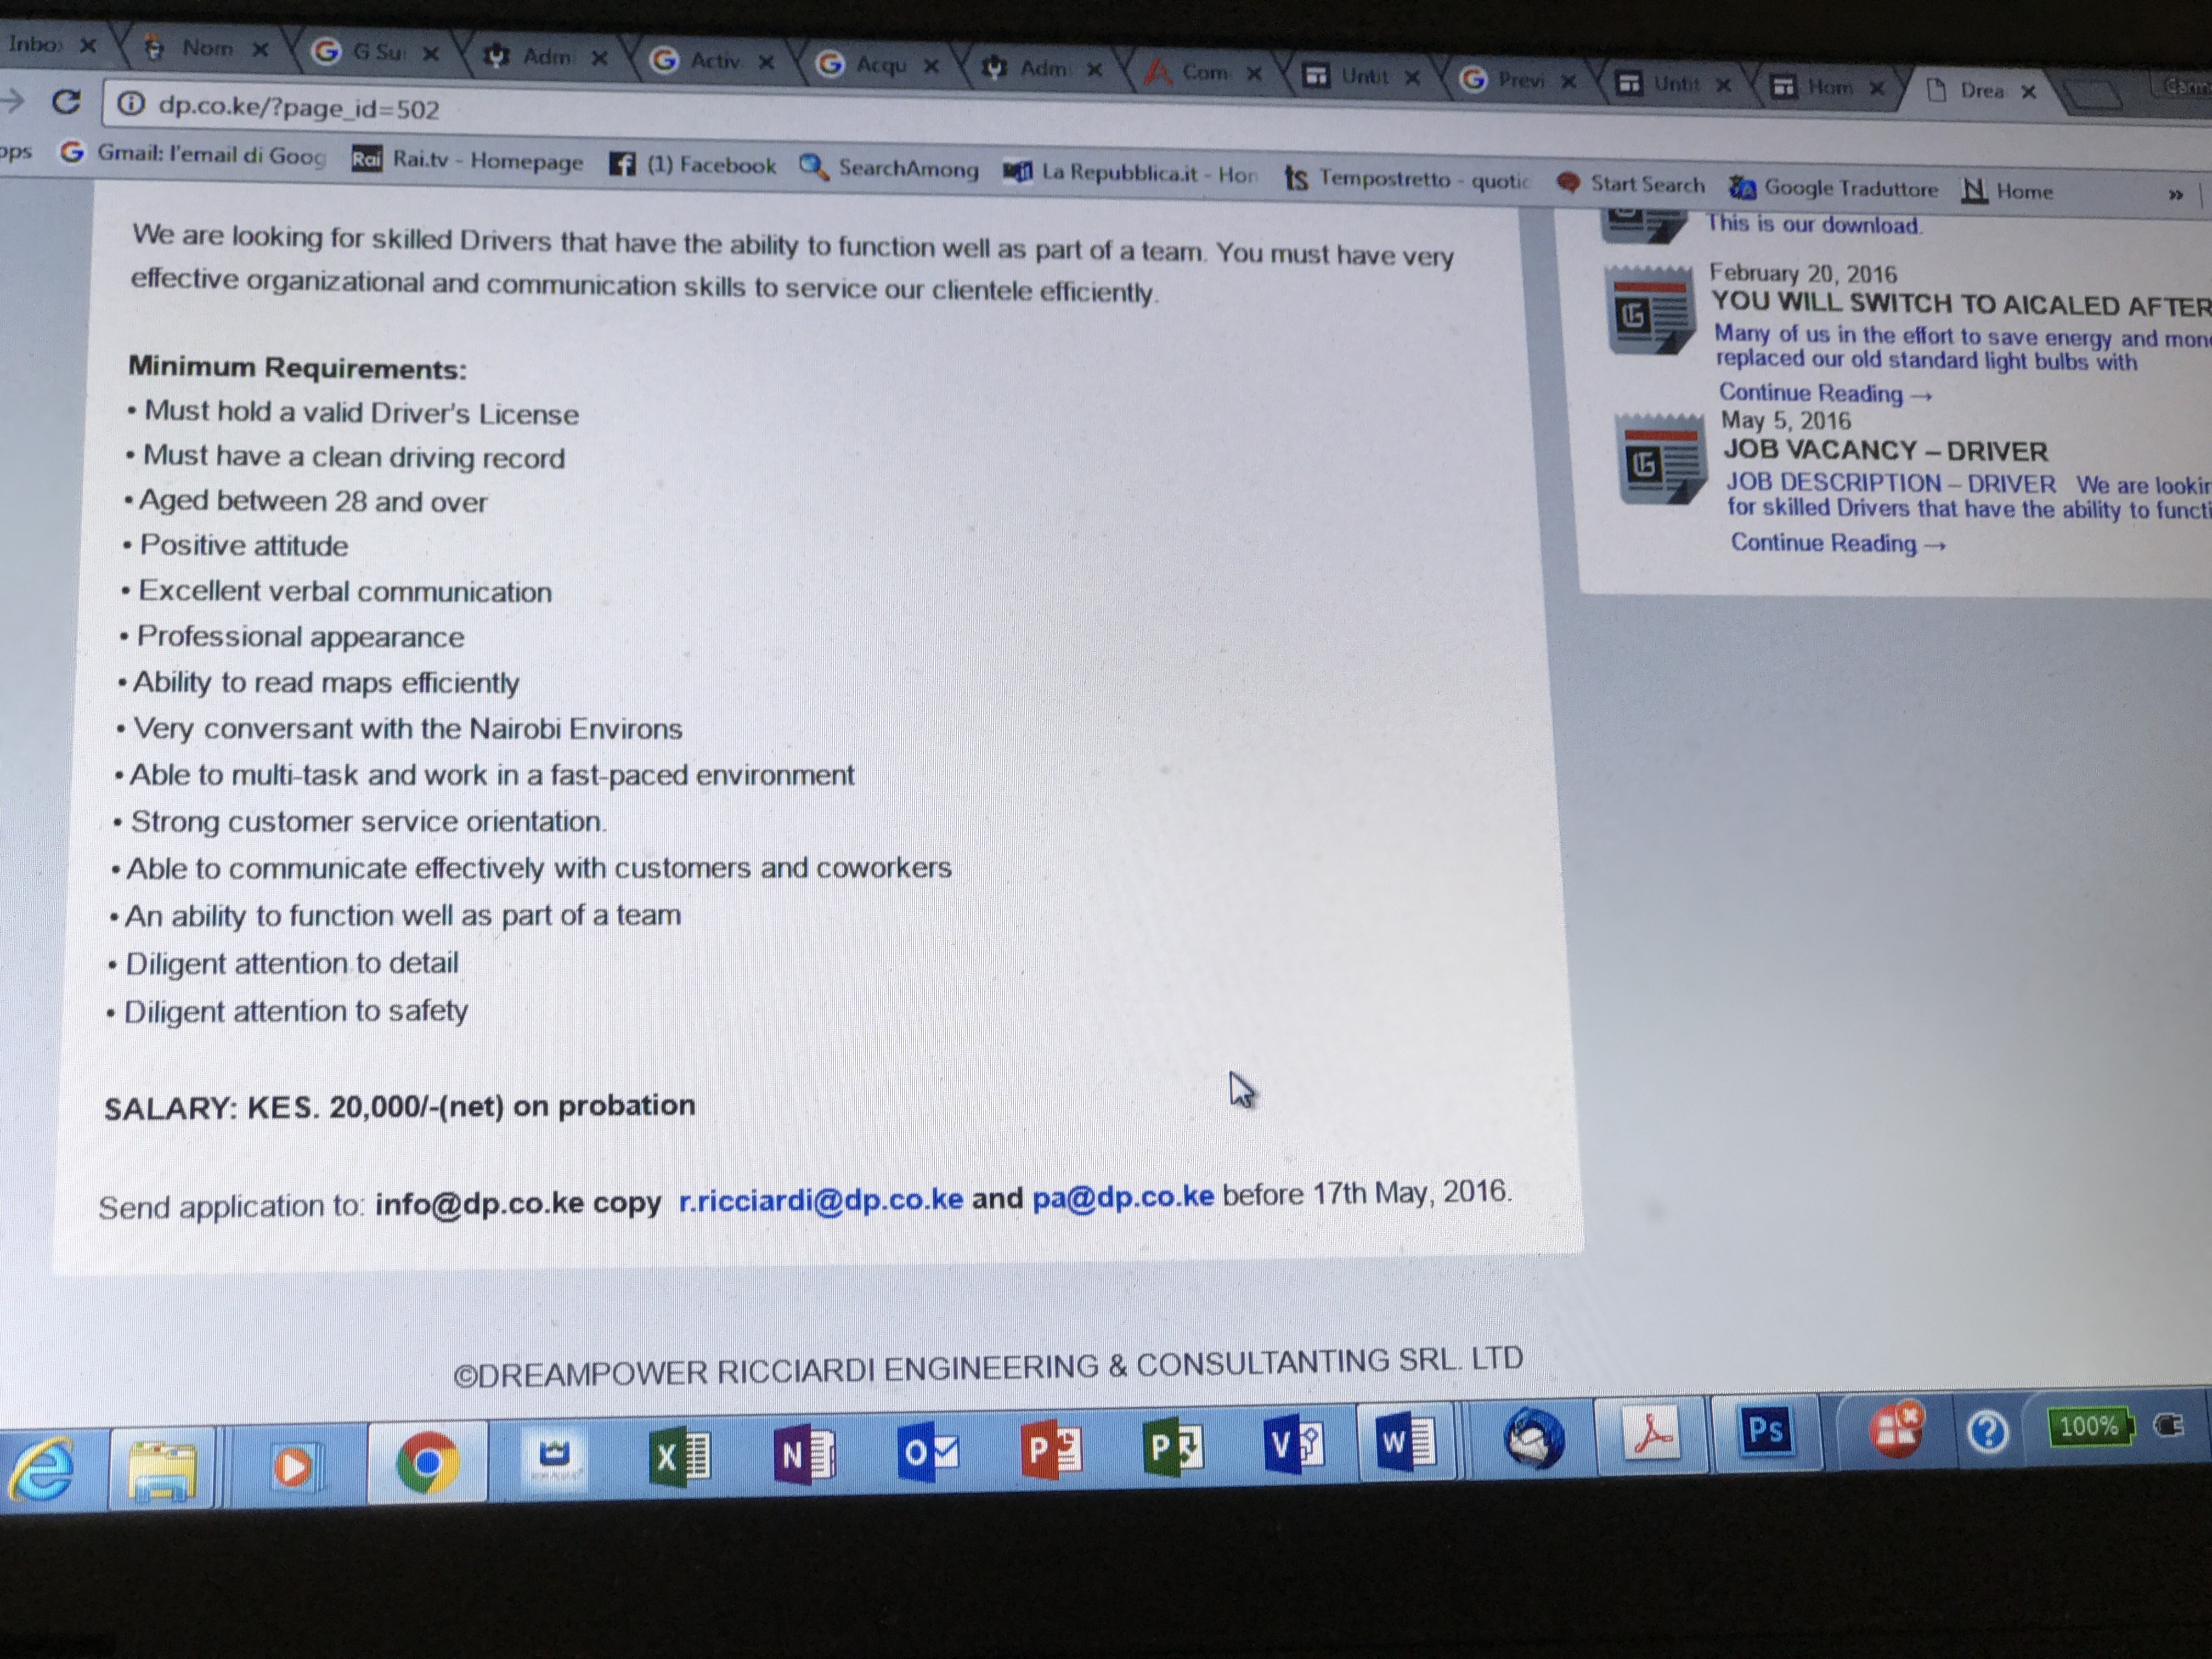 Inbox
Nom
G Su
Adm
Activ
Acqu
Adm
Com
Untit
Previ
Untit
Hom
Drea
dp.co.ke/?page_id=502
Gmail: l'email di Goog
Rai
Rai.tv - Homepage
(1) Facebook
SearchAmong
La Repubblica.it - Hon
ts
Tempostretto - quotic
Start Search
Google Traduttore
N
Home
»
We are looking for skilled Drivers that have the ability to function well as part of a team. You must have very
effective organizational and communication skills to service our clientele efficiently.
Minimum Requirements:
• Must hold a valid Driver's License
• Must have a clean driving record
• Aged between 28 and over
• Positive attitude
• Excellent verbal communication
• Professional appearance
• Ability to read maps efficiently
• Very conversant with the Nairobi Environs
• Able to multi-task and work in a fast-paced environment
• Strong customer service orientation.
• Able to communicate effectively with customers and coworkers
• An ability to function well as part of a team
• Diligent attention to detail
• Diligent attention to safety
SALARY: KES. 20,000/-(net) on probation
Send application to: info@dp.co.ke copy r.ricciardi@dp.co.ke and pa@dp.co.ke before 17th May, 2016.
This is our download.
February 20, 2016
YOU WILL SWITCH TO AICALED AFTER
Many of us in the effort to save energy and mon
replaced our old standard light bulbs with
Continue Reading →
May 5, 2016
JOB VACANCY – DRIVER
JOB DESCRIPTION – DRIVER We are lookin
for skilled Drivers that have the ability to functi
Continue Reading →
©DREAMPOWER RICCIARDI ENGINEERING & CONSULTANTING SRL. LTD
X
N
O
P
P
V
W
Ps
?
100%